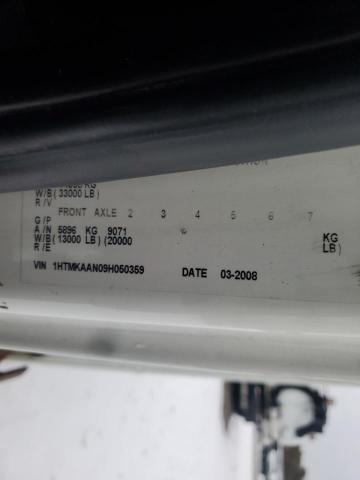 KG
W/B(33000 LB)
R/V
FRONT AXLE 2 3 4 5 6 7
G/P
A/N 5896 KG 9071 KG
W/B(13000 LB)(20000 LB)
R/E
VIN 1HTMKAAN09H050359 DATE 03-2008